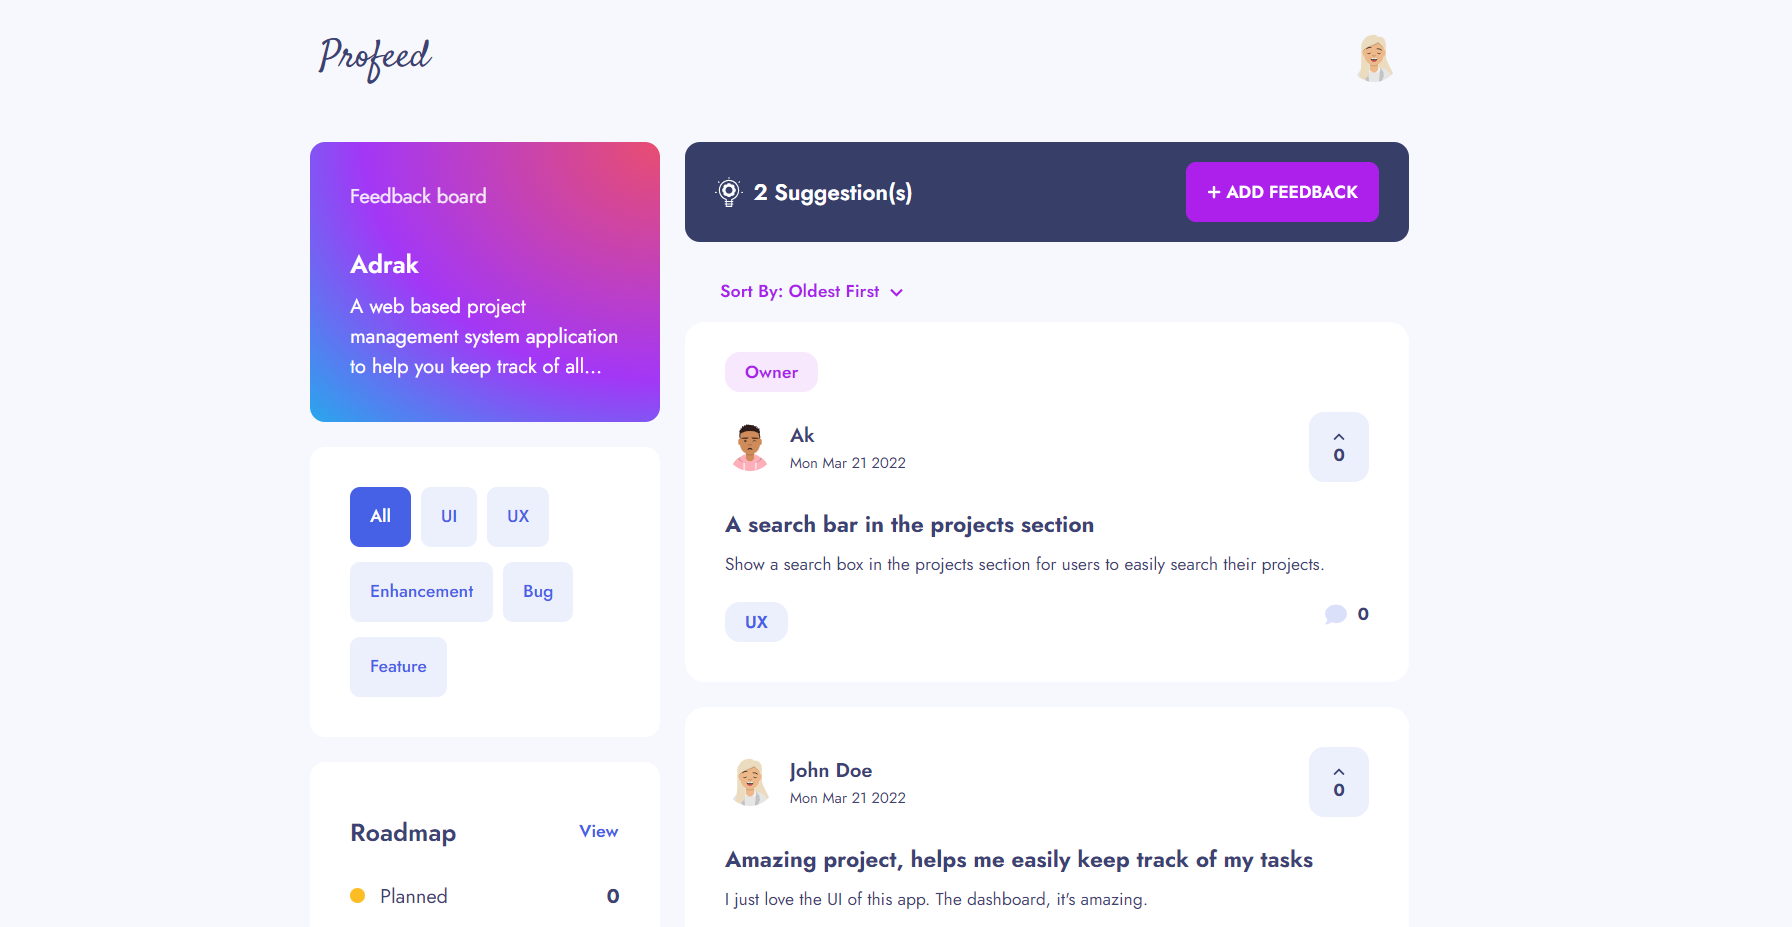 Profeed
Feedback board
Adrak
A web based project
management system application
to help you keep track of all...
All
UI
UX
Enhancement
Bug
Feature
Roadmap
View
Planned
0
2 Suggestion(s)
+ ADD FEEDBACK
Sort By: Oldest First
Owner
Ak
Mon Mar 21 2022
0
A search bar in the projects section
Show a search box in the projects section for users to easily search their projects.
UX
0
John Doe
Mon Mar 21 2022
0
Amazing project, helps me easily keep track of my tasks
I just love the UI of this app. The dashboard, it's amazing.